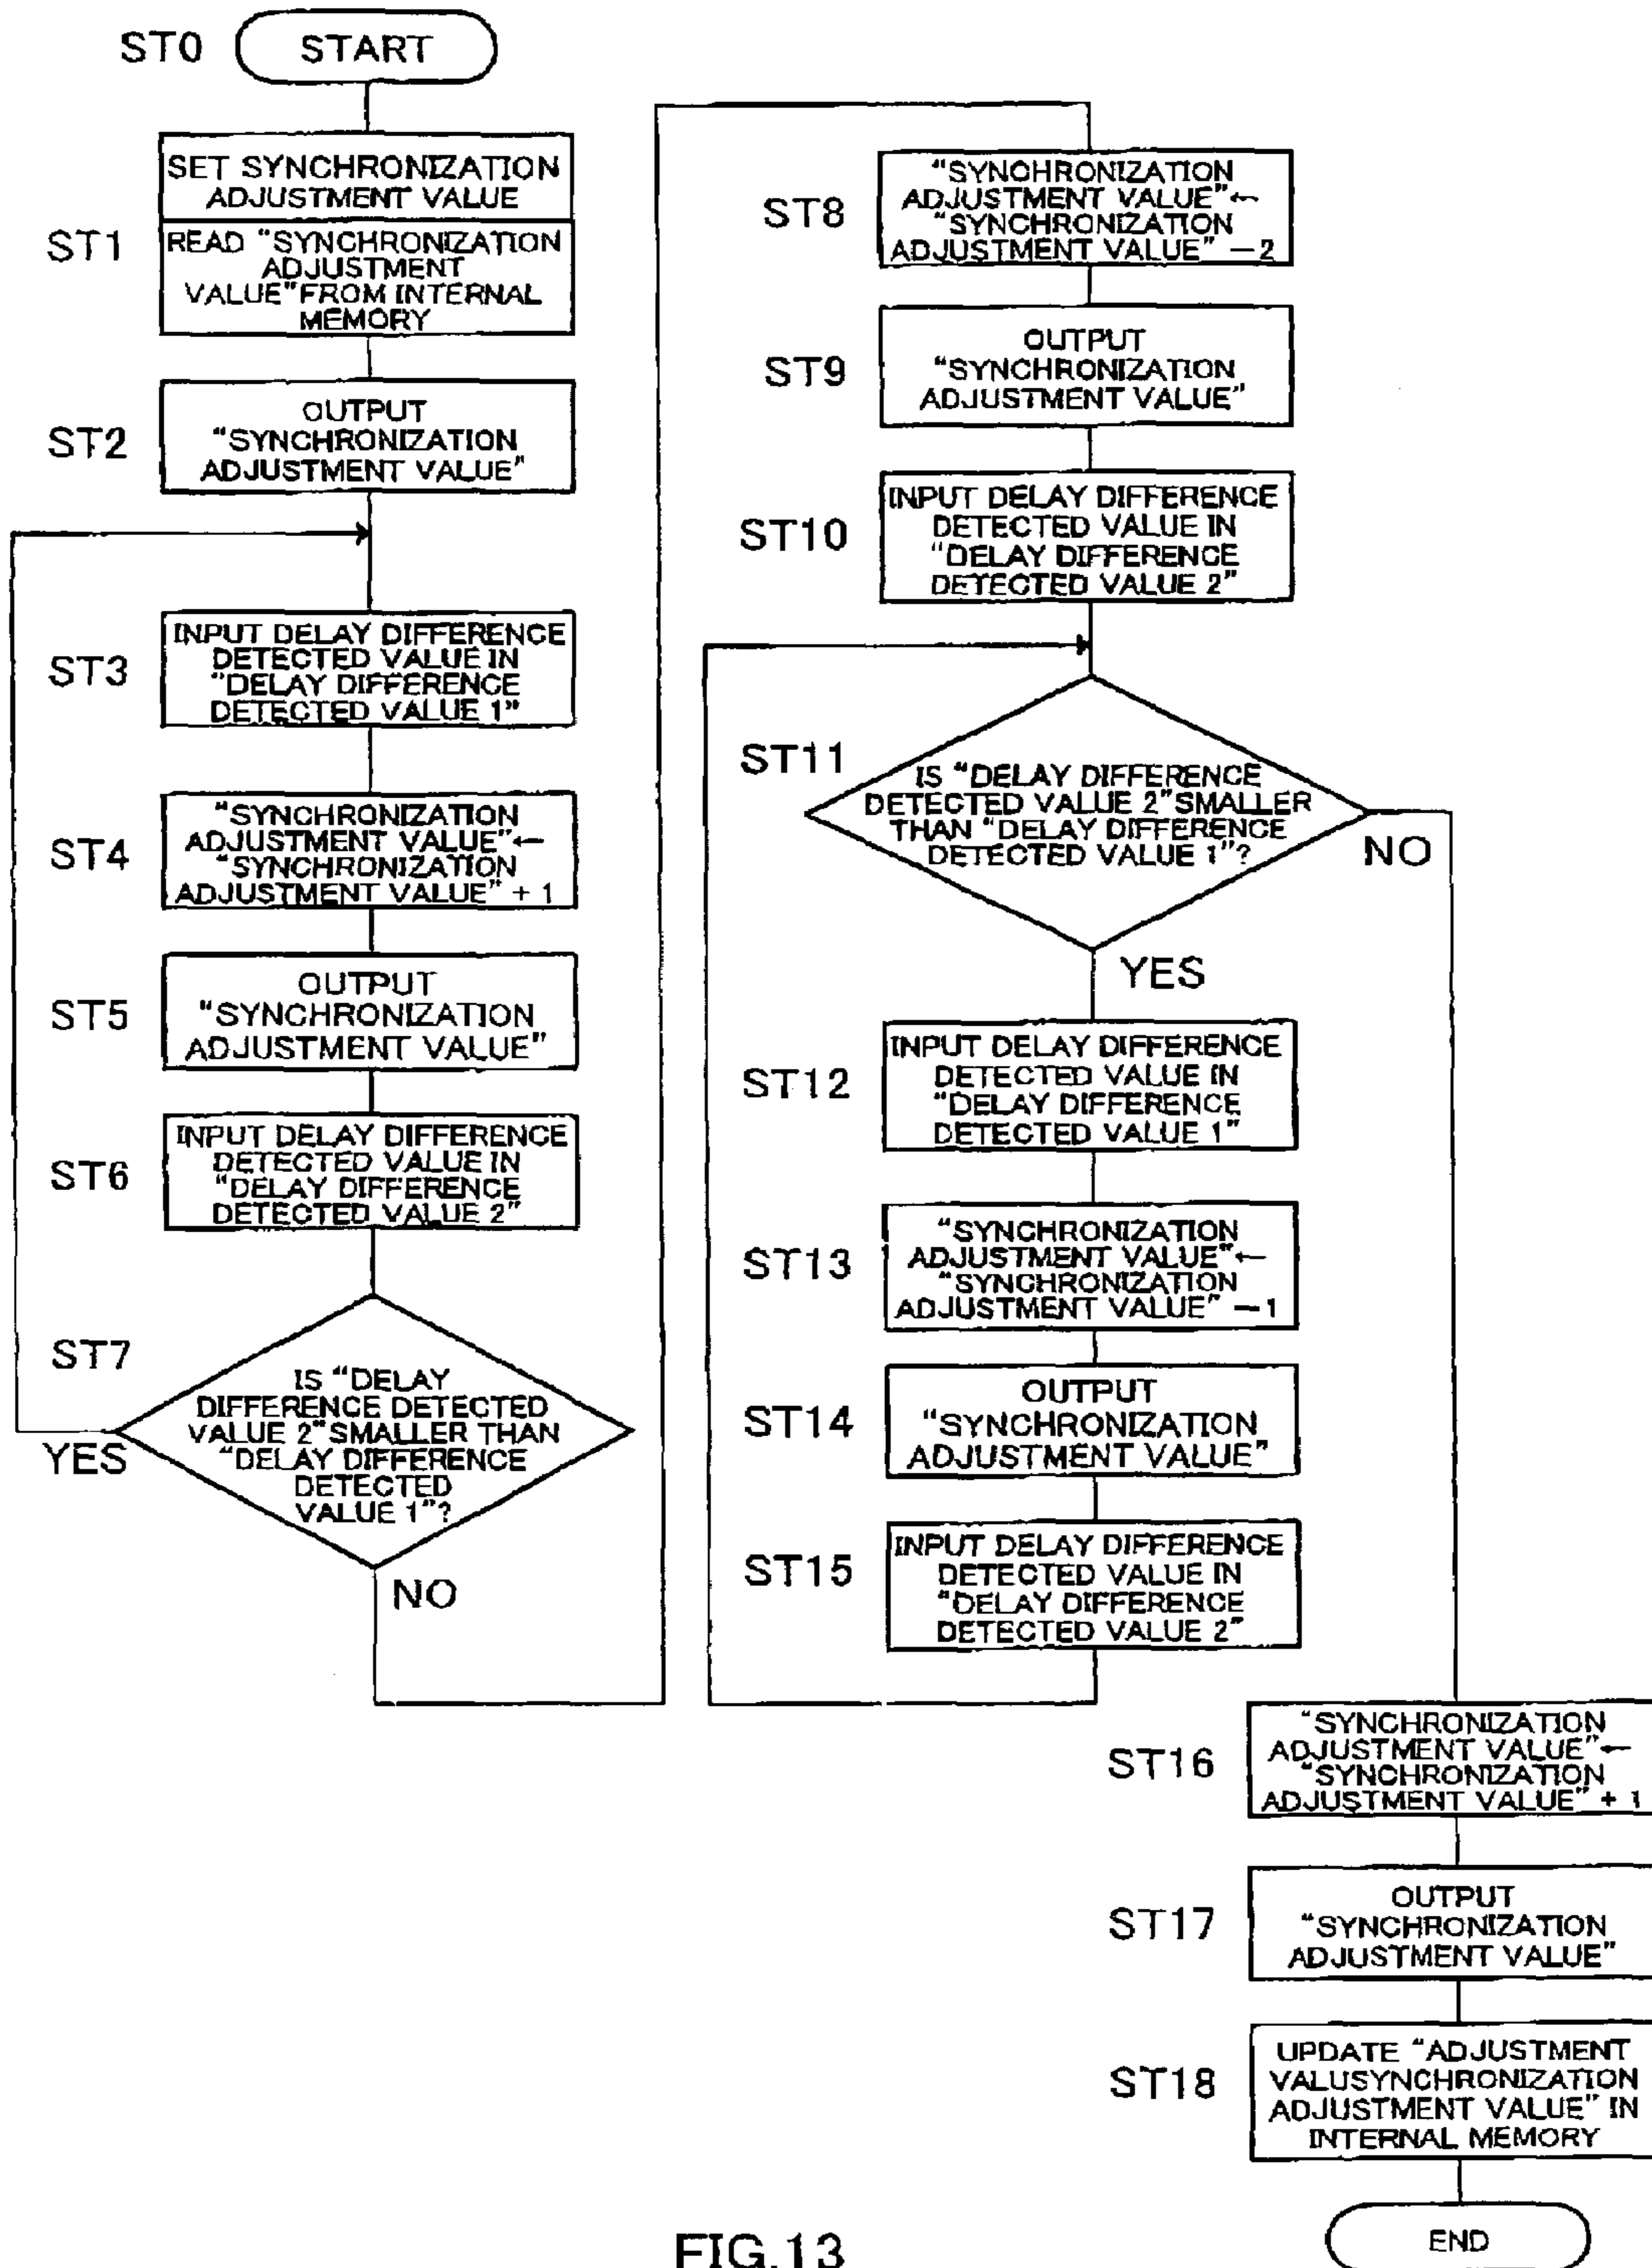 ST0
START
ST1
SET SYNCHRONIZATION
ADJUSTMENT VALUE
READ "SYNCHRONIZATION
ADJUSTMENT
VALUE"FROM INTERNAL
MEMORY
ST2
OUTPUT
"SYNCHRONIZATION
ADJUSTMENT VALUE"
ST3
INPUT DELAY DIFFERENCE
DETECTED VALUE IN
"DELAY DIFFERENCE
DETECTED VALUE 1"
ST4
"SYNCHRONIZATION
ADJUSTMENT VALUE"←
"SYNCHRONIZATION
ADJUSTMENT VALUE" + 1
ST5
OUTPUT
"SYNCHRONIZATION
ADJUSTMENT VALUE"
ST6
INPUT DELAY DIFFERENCE
DETECTED VALUE IN
"DELAY DIFFERENCE
DETECTED VALUE 2"
ST7
IS "DELAY
DIFFERENCE DETECTED
VALUE 2"SMALLER THAN
"DELAY DIFFERENCE
DETECTED
VALUE 1"?
YES
NO
ST8
"SYNCHRONIZATION
ADJUSTMENT VALUE"←
"SYNCHRONIZATION
ADJUSTMENT VALUE" －2
ST9
OUTPUT
"SYNCHRONIZATION
ADJUSTMENT VALUE"
ST10
INPUT DELAY DIFFERENCE
DETECTED VALUE IN
"DELAY DIFFERENCE
DETECTED VALUE 2"
ST11
IS "DELAY DIFFERENCE
DETECTED VALUE 2"SMALLER
THAN "DELAY DIFFERENCE
DETECTED VALUE 1"?
NO
YES
ST12
INPUT DELAY DIFFERENCE
DETECTED VALUE IN
"DELAY DIFFERENCE
DETECTED VALUE 1"
ST13
"SYNCHRONIZATION
ADJUSTMENT VALUE"←
"SYNCHRONIZATION
ADJUSTMENT VALUE" －1
ST14
OUTPUT
"SYNCHRONIZATION
ADJUSTMENT VALUE"
ST15
INPUT DELAY DIFFERENCE
DETECTED VALUE IN
"DELAY DIFFERENCE
DETECTED VALUE 2"
ST16
"SYNCHRONIZATION
ADJUSTMENT VALUE"←
"SYNCHRONIZATION
ADJUSTMENT VALUE" + 1
ST17
OUTPUT
"SYNCHRONIZATION
ADJUSTMENT VALUE"
ST18
UPDATE "ADJUSTMENT
VALUSYNCHRONIZATION
ADJUSTMENT VALUE" IN
INTERNAL MEMORY
END
FIG.13